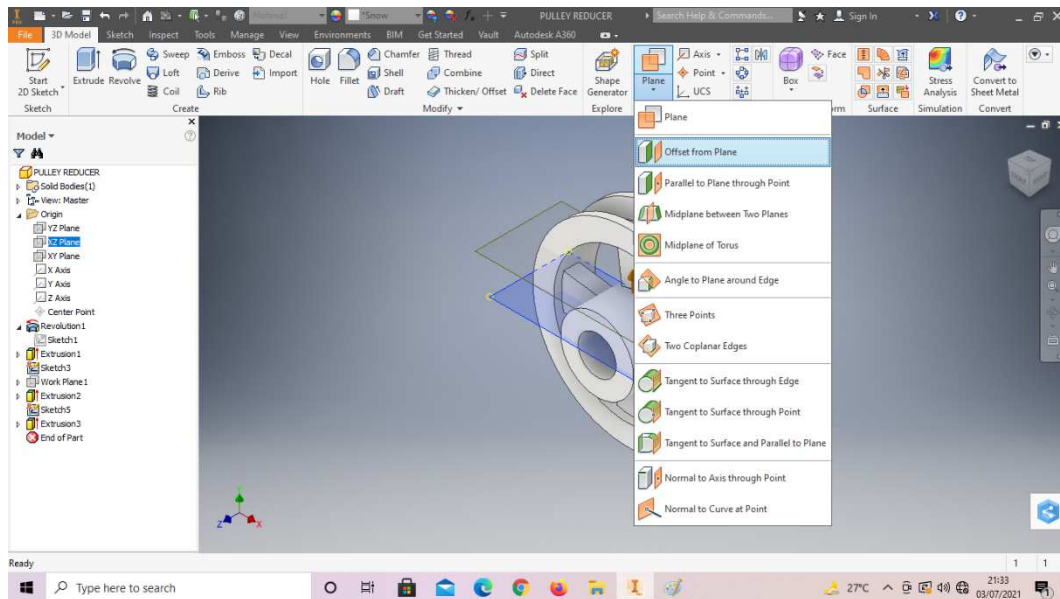 Material
*Snow
PULLEY REDUCER
Search Help & Commands...
Sign In
File 3D Model Sketch Inspect Tools Manage View Environments BIM Get Started Vault Autodesk A360
Start 2D Sketch
Extrude
Revolve
Sweep
Loft
Coil
Emboss
Derive
Rib
Decal
Import
Hole
Fillet
Chamfer
Shell
Draft
Thread
Combine
Thicken/ Offset
Split
Direct
Delete Face
Shape Generator
Plane
Axis
Point
UCS
Box
Face
Stress Analysis
Convert to Sheet Metal
Sketch
Create
Modify
Explore
Surface
Simulation
Convert
Model
PULLEY REDUCER
Solid Bodies(1)
View: Master
Origin
YZ Plane
XZ Plane
XY Plane
X Axis
Y Axis
Z Axis
Center Point
Revolution1
Sketch1
Extrusion1
Sketch3
Work Plane1
Extrusion2
Sketch5
Extrusion3
End of Part
Plane
Offset from Plane
Parallel to Plane through Point
Midplane between Two Planes
Midplane of Torus
Angle to Plane around Edge
Three Points
Two Coplanar Edges
Tangent to Surface through Edge
Tangent to Surface through Point
Tangent to Surface and Parallel to Plane
Normal to Axis through Point
Normal to Curve at Point
Y
Z
X
Ready
1 1
Type here to search
27°C
21:33
03/07/2021